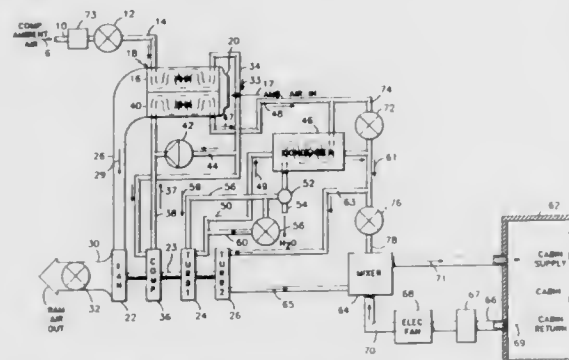 COMP
AMBIENT
AIR
6
10
73
12
14
18
16
40
20
34
33
17
AMB AIR IN
48
47
46
CONDENSER
74
72
61
42
44
26
29
37
38
58
56
49
50
52
54
63
76
H₂O
56
60
78
30
23
FAN
COMP
TURB1
TURB2
MIXER
RAM
AIR
OUT
32
22
36
24
26
65
64
71
70
68
ELEC
FAN
67
66
69
62
CABIN
SUPPLY
CABIN
CABIN
RETURN